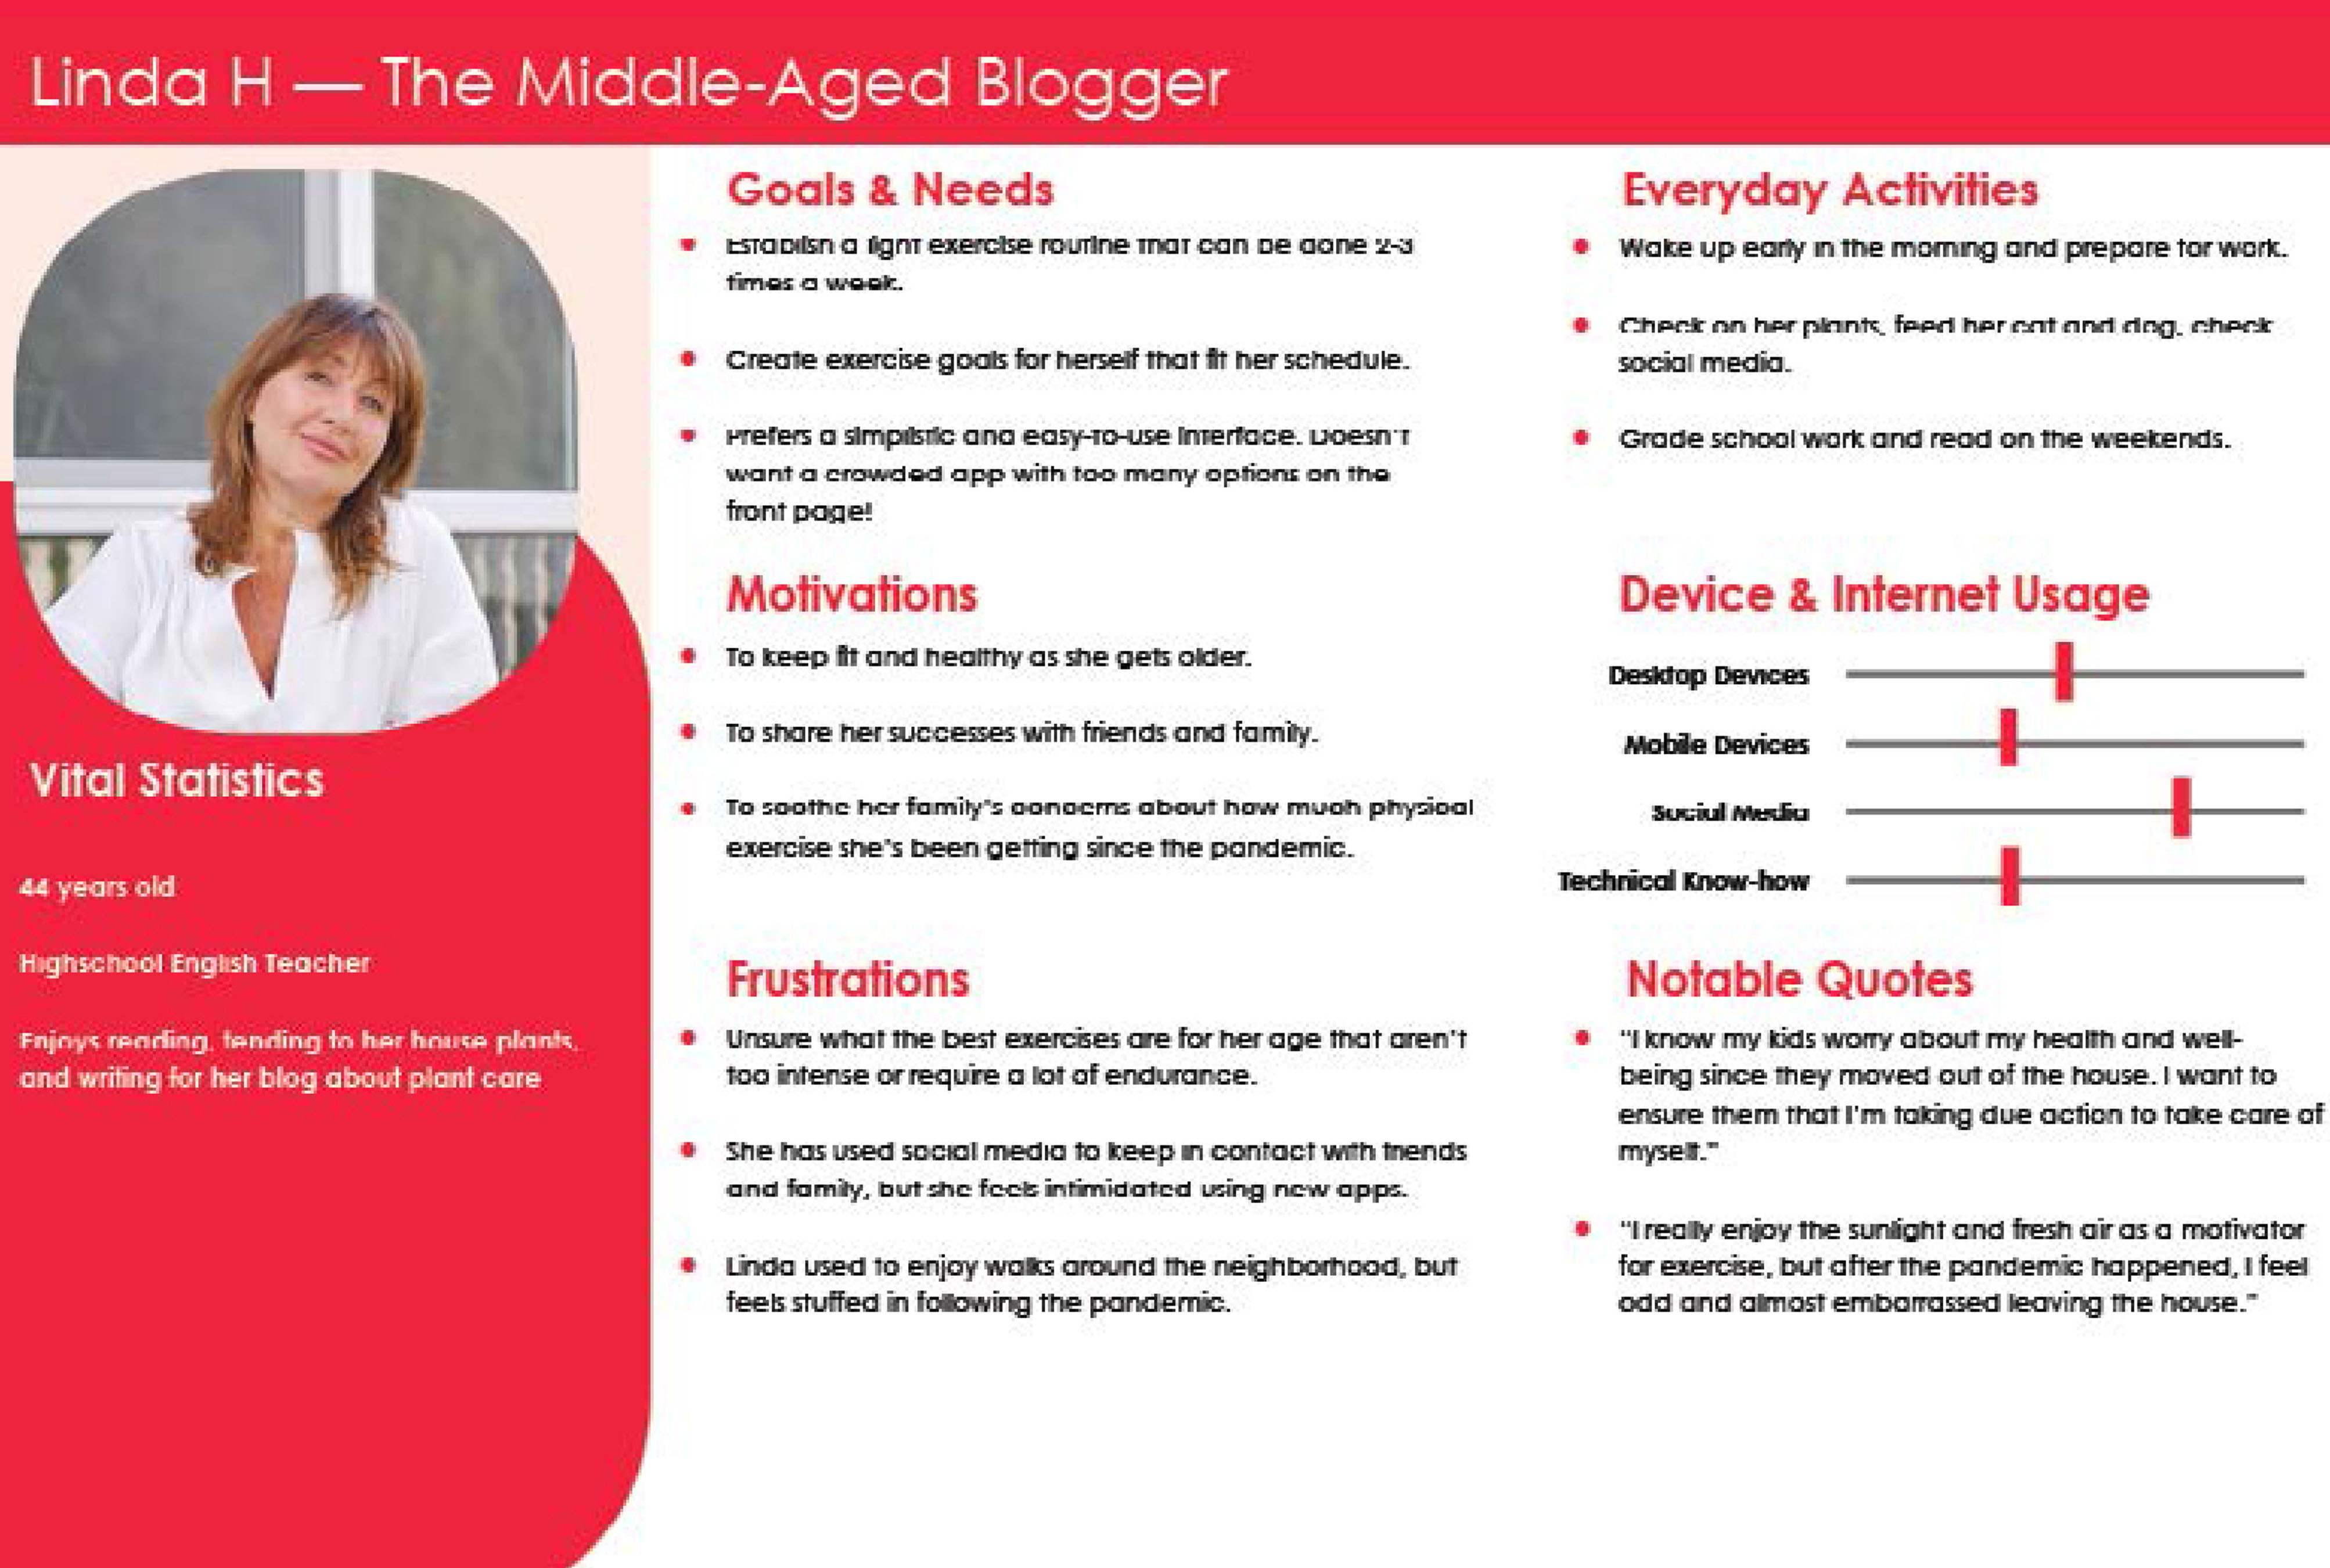 Linda H — The Middle-Aged Blogger
Vital Statistics
44 years old
Highschool English Teacher
Enjoys reading, tending to her house plants,
and writing for her blog about plant care
Goals & Needs
Establish a light exercise routine that can be done 2-3
times a week.
Create exercise goals for herself that fit her schedule.
Prefers a simplistic and easy-to-use interface. Doesn't
want a crowded app with too many options on the
front page!
Motivations
To keep fit and healthy as she gets older.
To share her successes with friends and family.
To soothe her family's concerns about how much physical
exercise she's been getting since the pandemic.
Frustrations
Unsure what the best exercises are for her age that aren't
too intense or require a lot of endurance.
She has used social media to keep in contact with friends
and family, but she feels intimidated using new apps.
Linda used to enjoy walks around the neighborhood, but
feels stuffed in following the pandemic.
Everyday Activities
Wake up early in the morning and prepare for work.
Check on her plants, feed her cat and dog, check
social media.
Grade school work and read on the weekends.
Device & Internet Usage
Desktop Devices
Mobile Devices
Social Media
Technical Know-how
Notable Quotes
"I know my kids worry about my health and well-
being since they moved out of the house. I want to
ensure them that I'm taking due action to take care of
myself."
"I really enjoy the sunlight and fresh air as a motivator
for exercise, but after the pandemic happened, I feel
odd and almost embarrassed leaving the house."